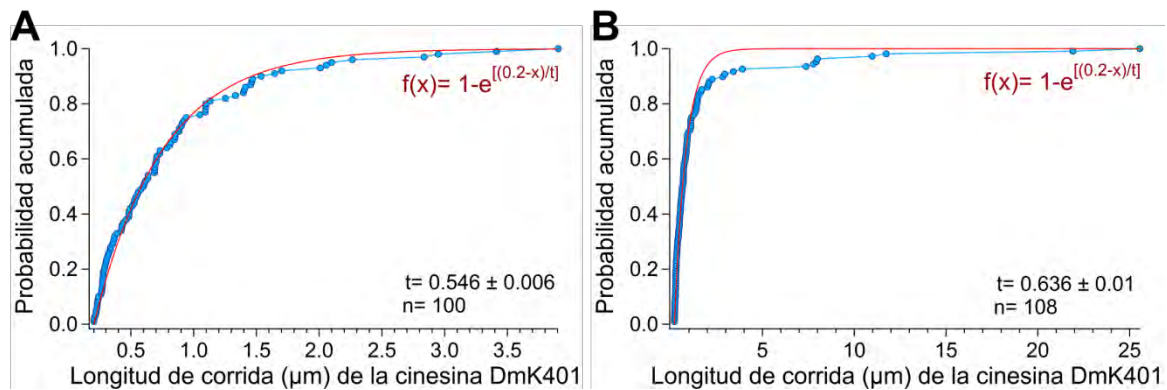 A
1.0
0.8
0.6
0.4
0.2
0.0
Probabilidad acumulada
f(x)= 1-e[(0.2-x)/t]
t= 0.546 ± 0.006
n= 100
0.5 1.0 1.5 2.0 2.5 3.0 3.5
Longitud de corrida (µm) de la cinesina DmK401
B
1.0
0.8
0.6
0.4
0.2
0.0
Probabilidad acumulada
f(x)= 1-e[(0.2-x)/t]
t= 0.636 ± 0.01
n= 108
5 10 15 20 25
Longitud de corrida (µm) de la cinesina DmK401